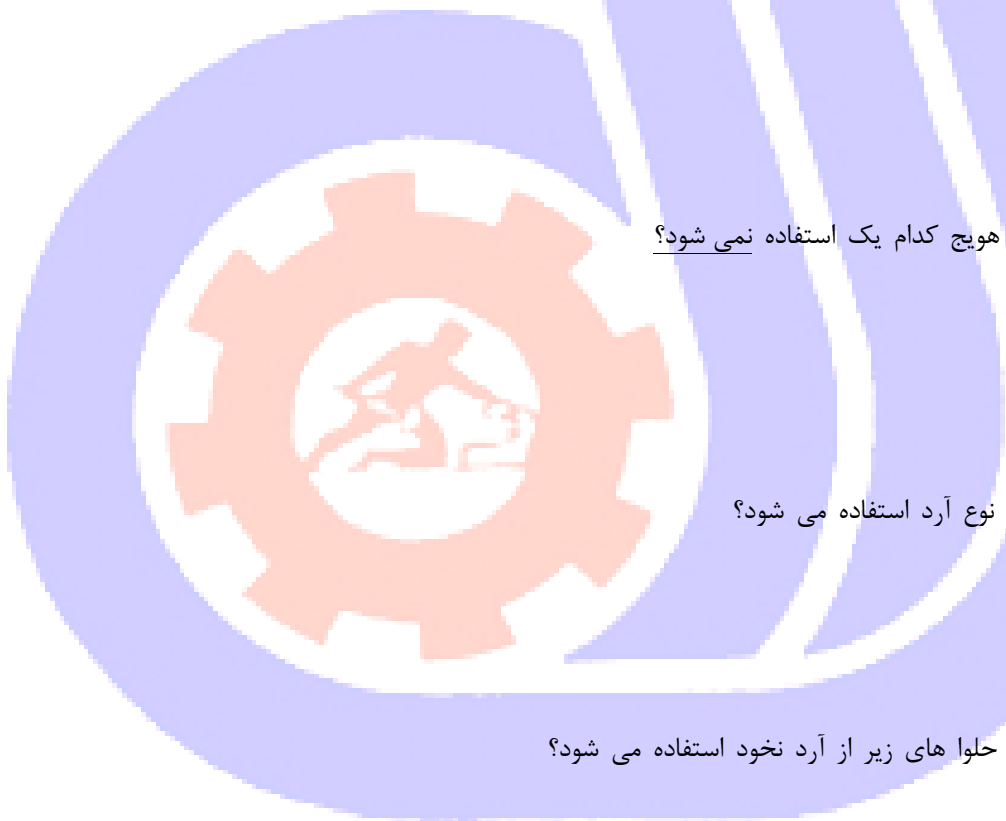 هویج کدام یک استفاده نمی شود؟
نوع آرد استفاده می شود؟
حلوا های زیر از آرد نخود استفاده می شود؟